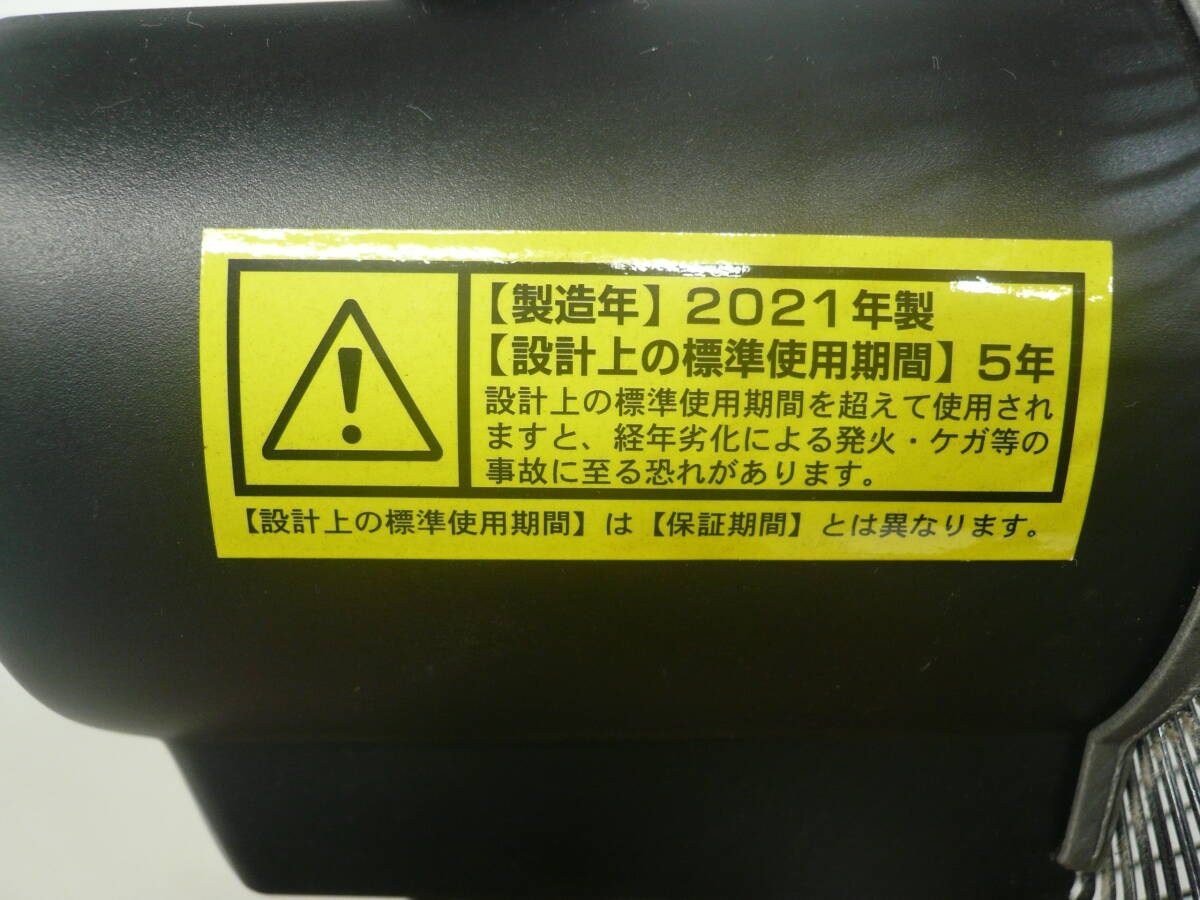 【製造年】2021年製
【設計上の標準使用期間】5年
設計上の標準使用期間を超えて使用され
ますと、経年劣化による発火・ケガ等の
事故に至る恐れがあります。
【設計上の標準使用期間】は【保証期間】とは異なります。